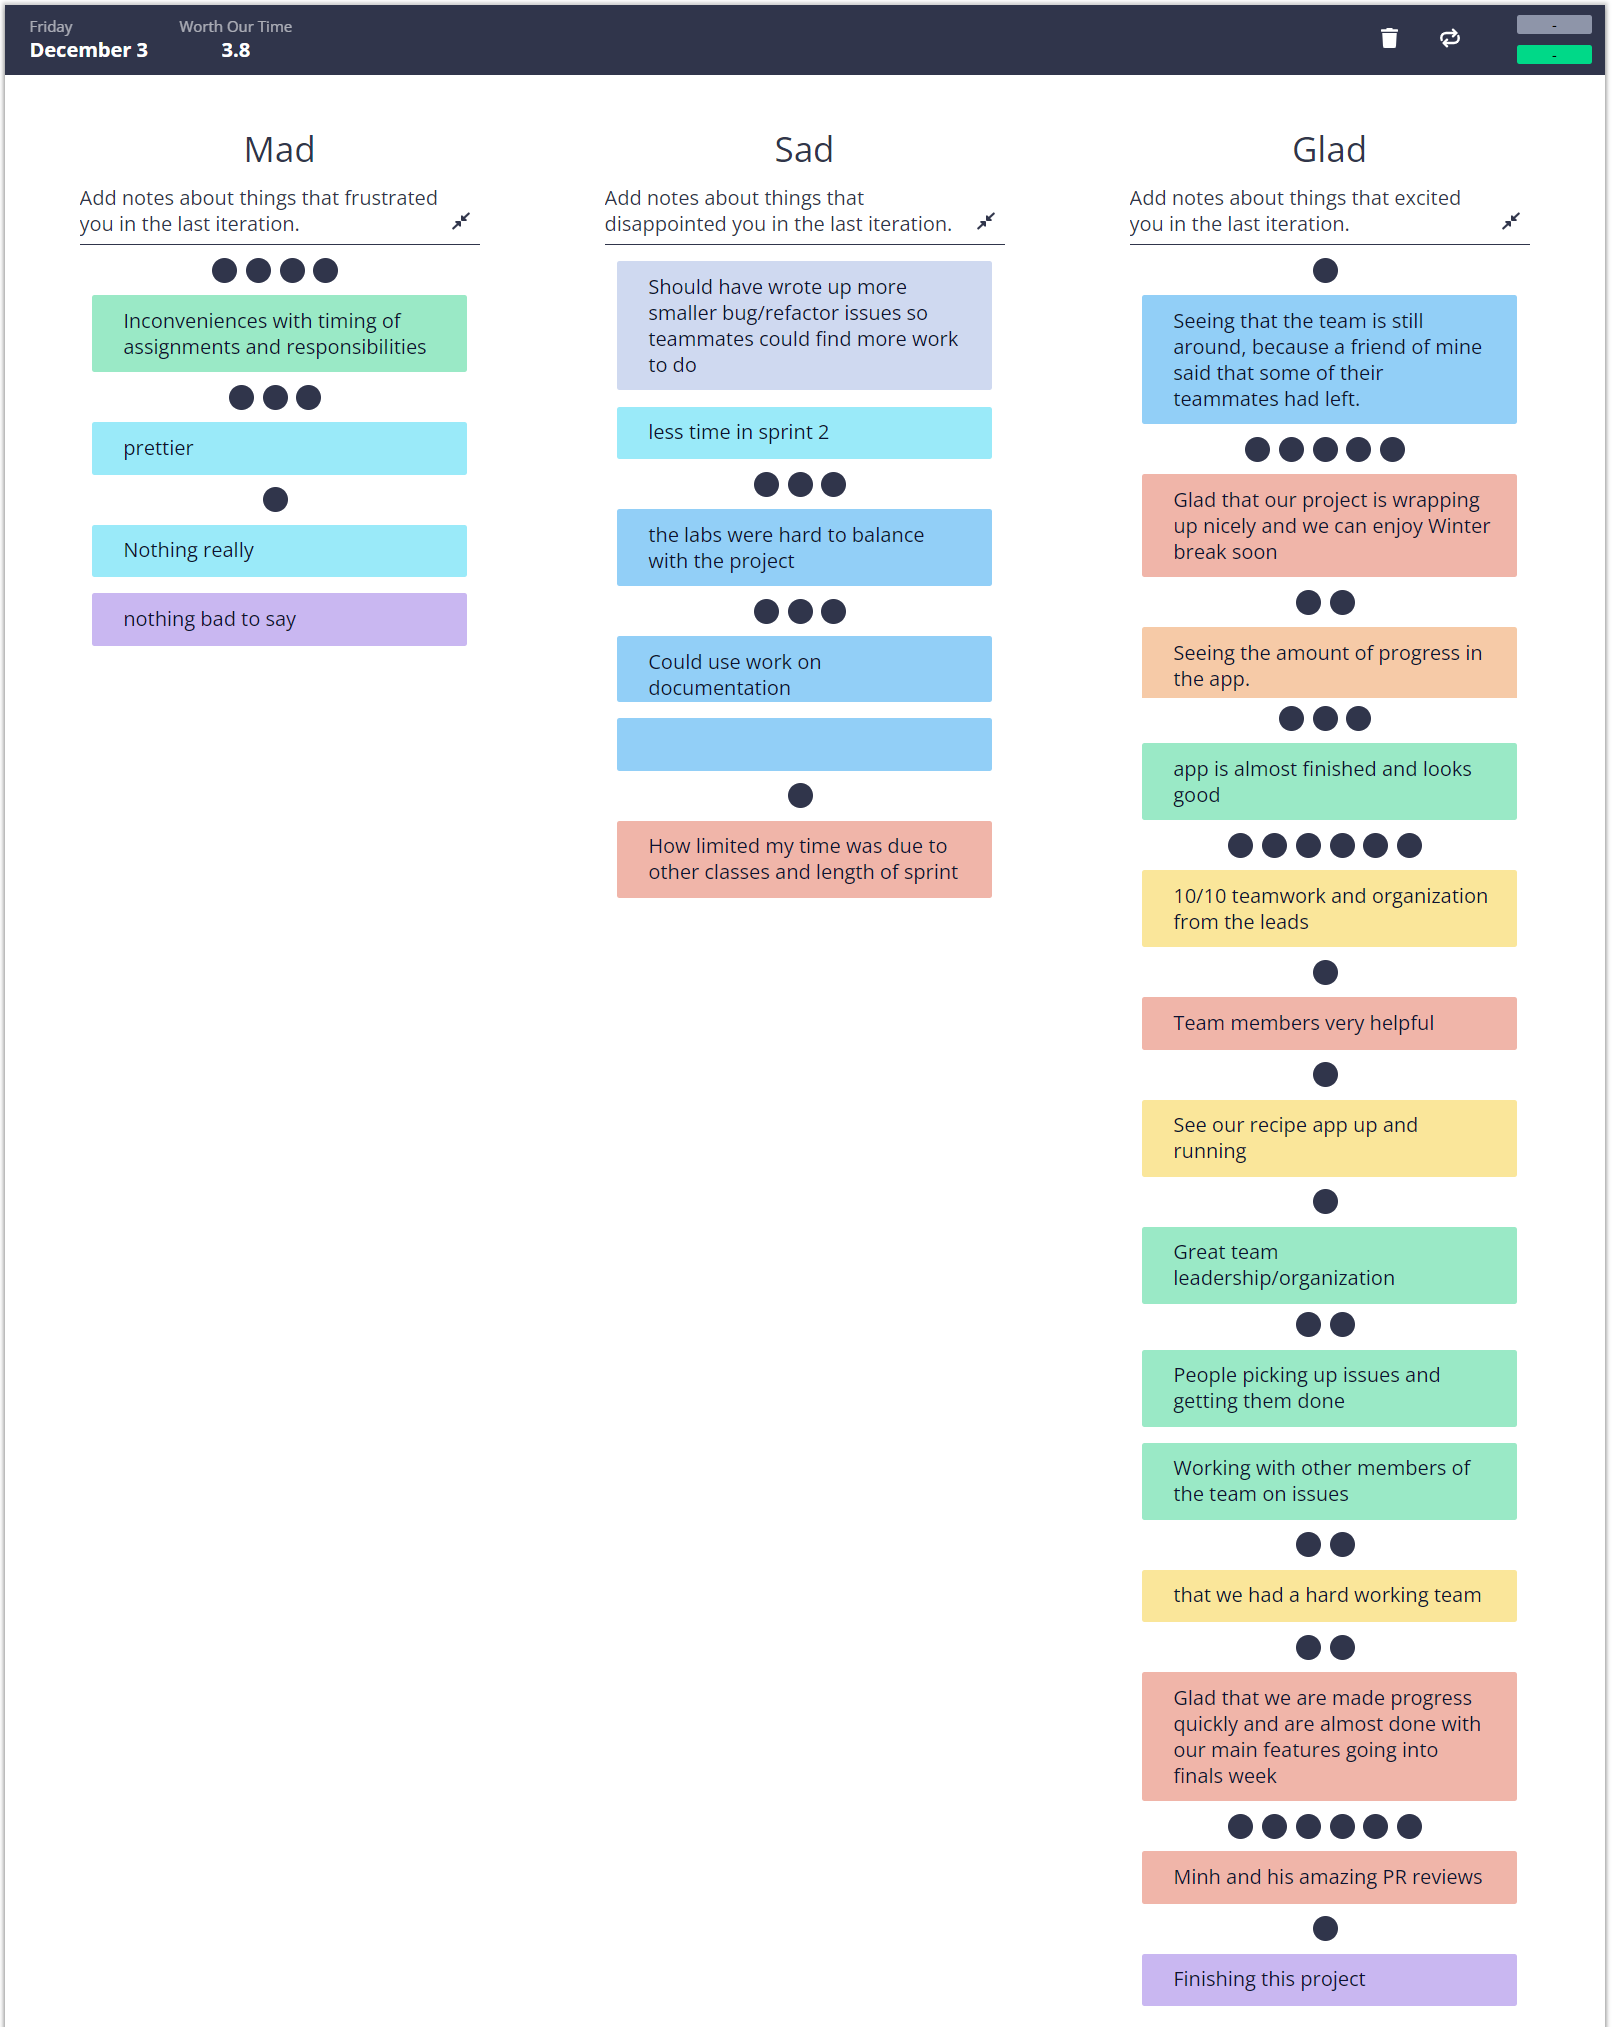 Friday
December 3
Worth Our Time
3.8
-
-
Mad
Add notes about things that frustrated
you in the last iteration.
Inconveniences with timing of
assignments and responsibilities
prettier
Nothing really
nothing bad to say
Sad
Add notes about things that
disappointed you in the last iteration.
Should have wrote up more
smaller bug/refactor issues so
teammates could find more work
to do
less time in sprint 2
the labs were hard to balance
with the project
Could use work on
documentation
How limited my time was due to
other classes and length of sprint
Glad
Add notes about things that excited
you in the last iteration.
Seeing that the team is still
around, because a friend of mine
said that some of their
teammates had left.
Glad that our project is wrapping
up nicely and we can enjoy Winter
break soon
Seeing the amount of progress in
the app.
app is almost finished and looks
good
10/10 teamwork and organization
from the leads
Team members very helpful
See our recipe app up and
running
Great team
leadership/organization
People picking up issues and
getting them done
Working with other members of
the team on issues
that we had a hard working team
Glad that we are made progress
quickly and are almost done with
our main features going into
finals week
Minh and his amazing PR reviews
Finishing this project